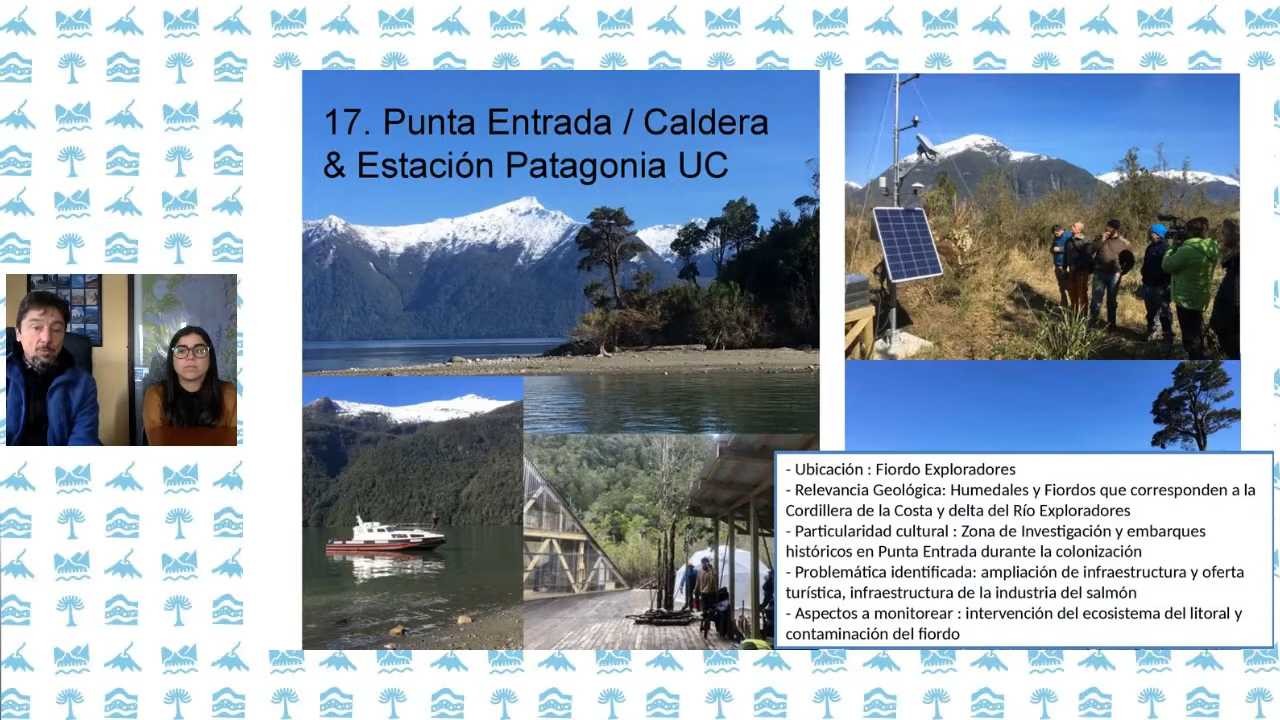 17. Punta Entrada / Caldera
& Estación Patagonia UC
- Ubicación : Fiordo Exploradores
- Relevancia Geológica: Humedales y Fiordos que corresponden a la
Cordillera de la Costa y delta del Río Exploradores
- Particularidad cultural : Zona de Investigación y embarques
históricos en Punta Entrada durante la colonización
- Problemática identificada: ampliación de infraestructura y oferta
turística, infraestructura de la industria del salmón
- Aspectos a monitorear : intervención del ecosistema del litoral y
contaminación del fiordo